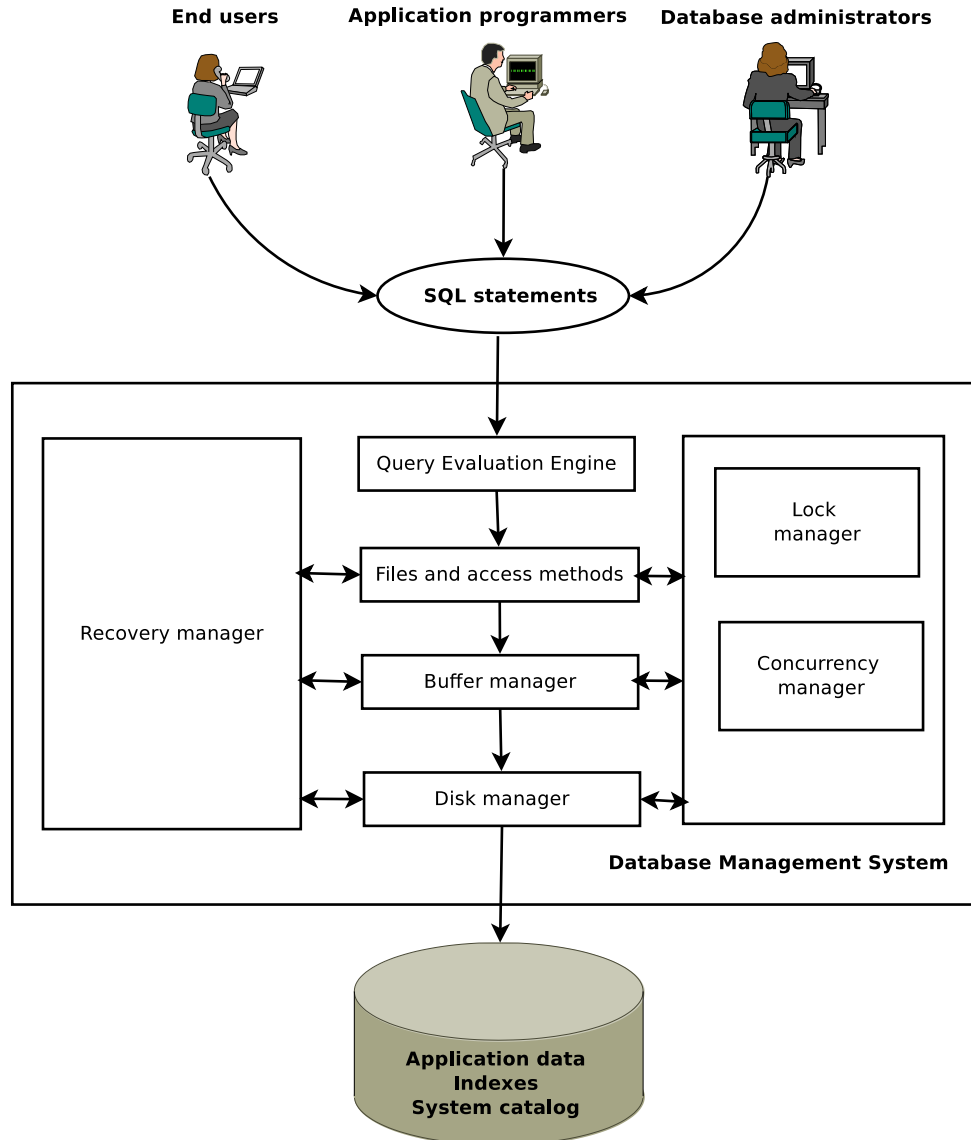 End users
Application programmers
Database administrators
SQL statements
Query Evaluation Engine
Lock
manager
Files and access methods
Recovery manager
Concurrency
manager
Buffer manager
Disk manager
Database Management System
Application data
Indexes
System catalog